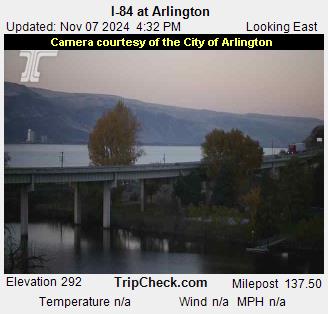 I-84 at Arlington
Updated: Nov 07 2024 4:32 PM Looking East
Camera courtesy of the City of Arlington
Elevation 292 TripCheck.com Milepost 137.50
Temperature n/a Wind n/a MPH n/a